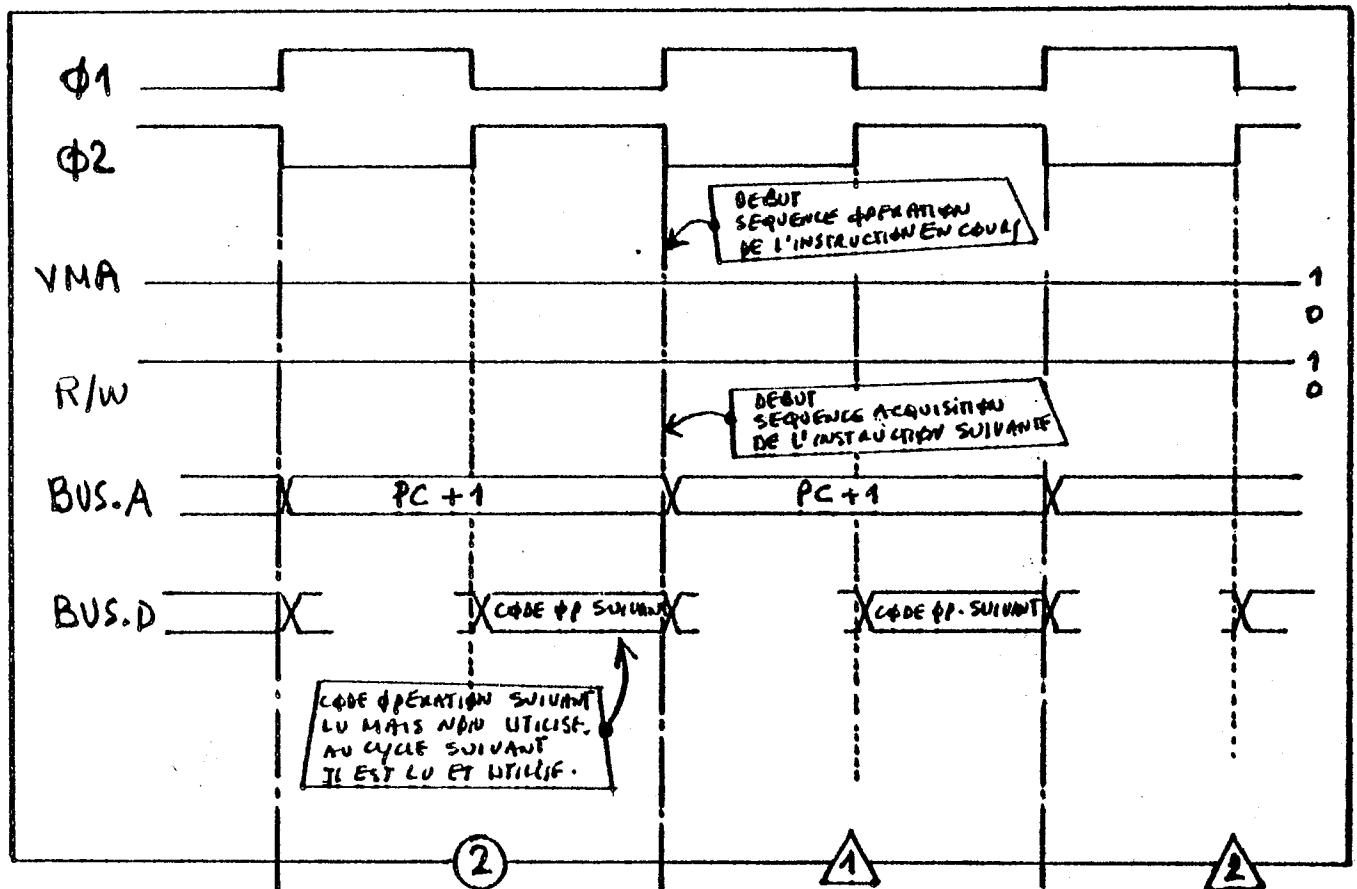 Φ1
Φ2
DEBUT
SEQUENCE OPERATION
DE L'INSTRUCTION EN COURS
VMA
1
0
R/W
1
0
DEBUT
SEQUENCE ACQUISITION
DE L'INSTRUCTION SUIVANTE
BUS.A
PC + 1
PC + 1
BUS.D
CODE OP SUIVANT
CODE OP. SUIVANT
CODE OPERATION SUIVANT
LU MAIS NON UTILISE.
AU CYCLE SUIVANT
IL EST LU ET UTILISE.
2
1
2